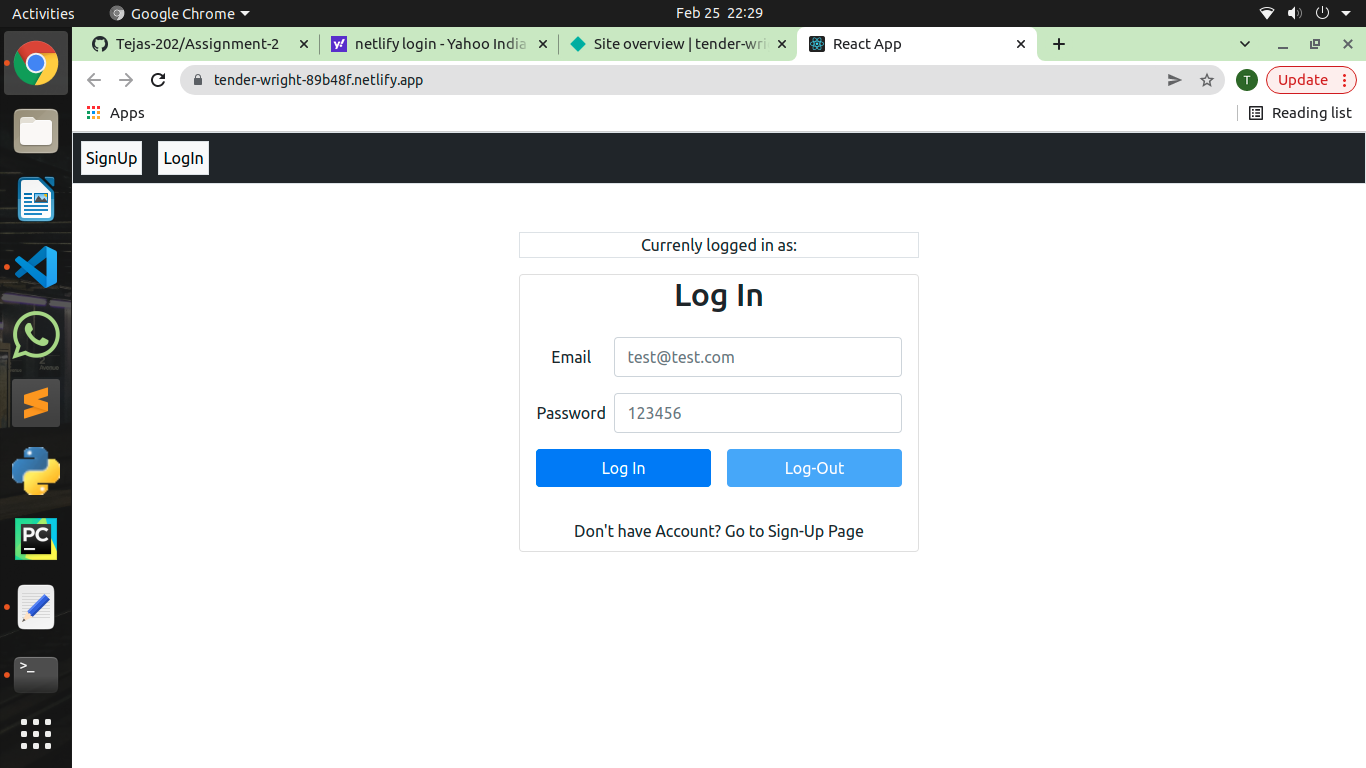 Activities Google Chrome Feb 25 22:29
Tejas-202/Assignment-2 netlify login - Yahoo India Site overview | tender-wri React App
tender-wright-89b48f.netlify.app T Update
Apps Reading list
SignUp LogIn
Currenly logged in as:
Log In
Email test@test.com
Password 123456
Log In Log-Out
Don't have Account? Go to Sign-Up Page
y!
PC
>_